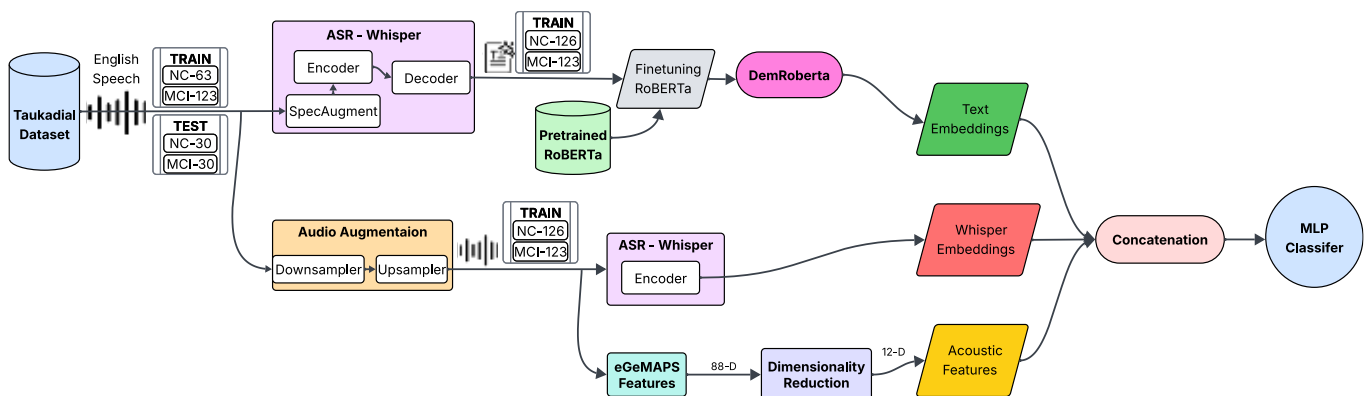 Taukadial
Dataset
English
Speech
TRAIN
NC-63
MCI-123
TEST
NC-30
MCI-30
ASR - Whisper
Encoder
Decoder
SpecAugment
TRAIN
NC-126
MCI-123
Finetuning
RoBERTa
Pretrained
RoBERTa
DemRoberta
Text
Embeddings
Audio Augmentaion
Downsampler
Upsampler
TRAIN
NC-126
MCI-123
ASR - Whisper
Encoder
Whisper
Embeddings
eGeMAPS
Features
88-D
Dimensionality
Reduction
12-D
Acoustic
Features
Concatenation
MLP
Classifer